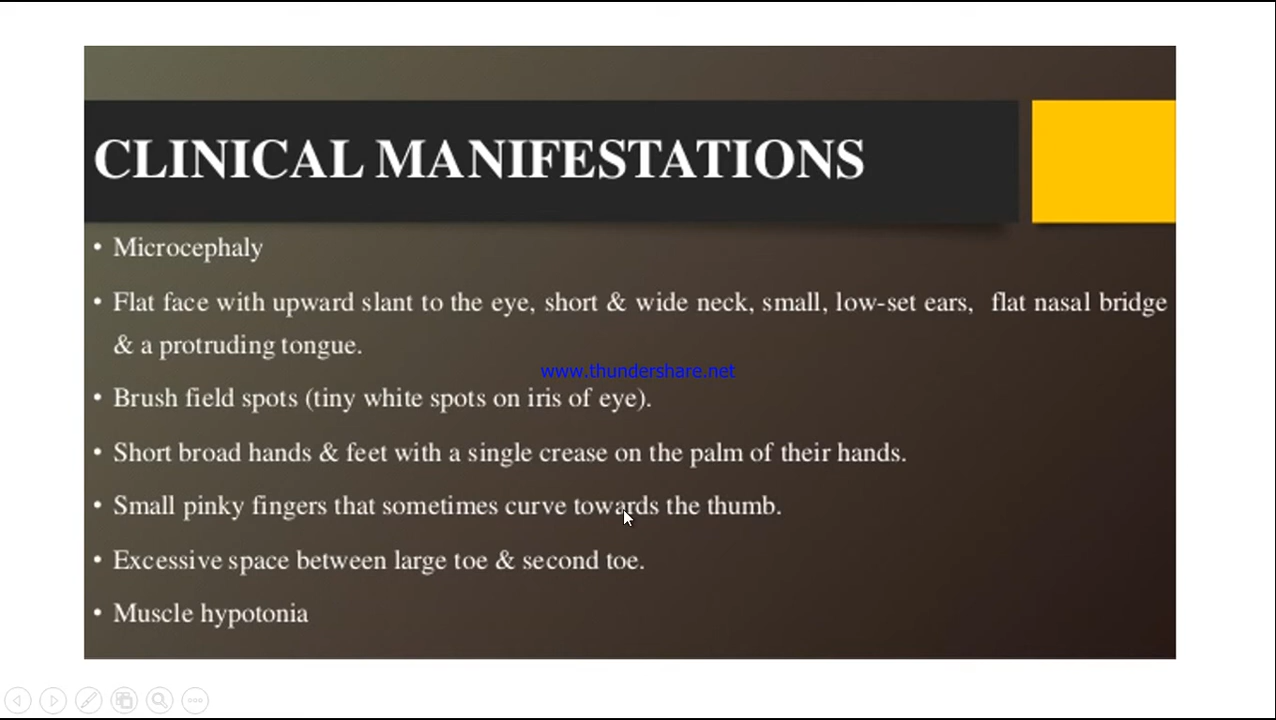 CLINICAL MANIFESTATIONS
• Microcephaly
• Flat face with upward slant to the eye, short & wide neck, small, low-set ears, flat nasal bridge
& a protruding tongue.
www.thundershare.net
• Brush field spots (tiny white spots on iris of eye).
• Short broad hands & feet with a single crease on the palm of their hands.
• Small pinky fingers that sometimes curve towards the thumb.
• Excessive space between large toe & second toe.
• Muscle hypotonia